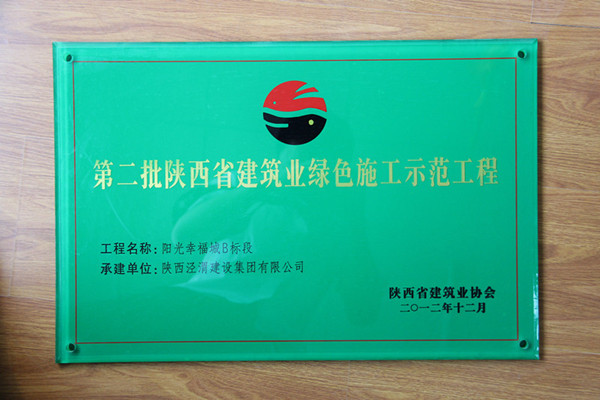 第二批陕西省建筑业绿色施工示范工程
工程名称：阳光幸福城B标段
承建单位：陕西泾渭建设集团有限公司
陕西省建筑业协会
二〇一二年十二月